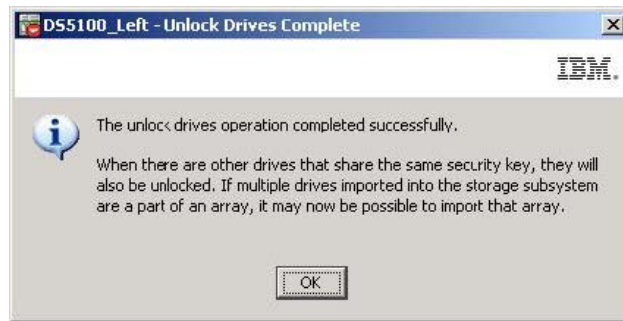 DS5100_Left - Unlock Drives Complete
IBM.
The unlock drives operation completed successfully.
When there are other drives that share the same security key, they will
also be unlocked. If multiple drives imported into the storage subsystem
are a part of an array, it may now be possible to import that array.
OK